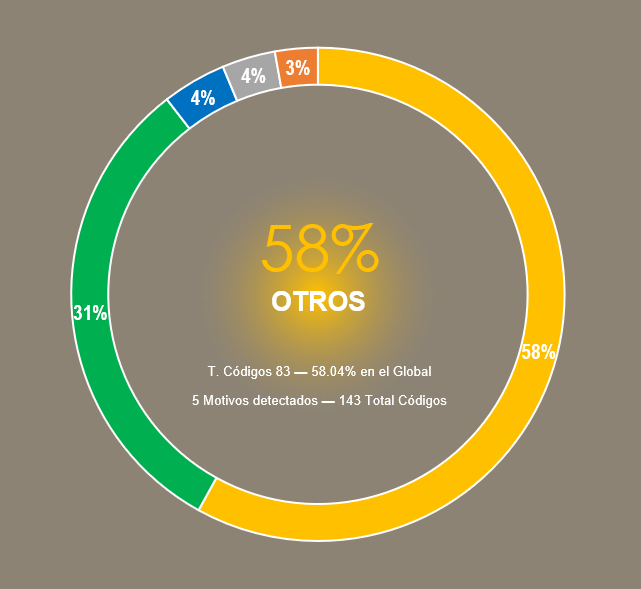 3%
4%
4%
58%
OTROS
31%
58%
T. Códigos 83 — 58.04% en el Global
5 Motivos detectados — 143 Total Códigos